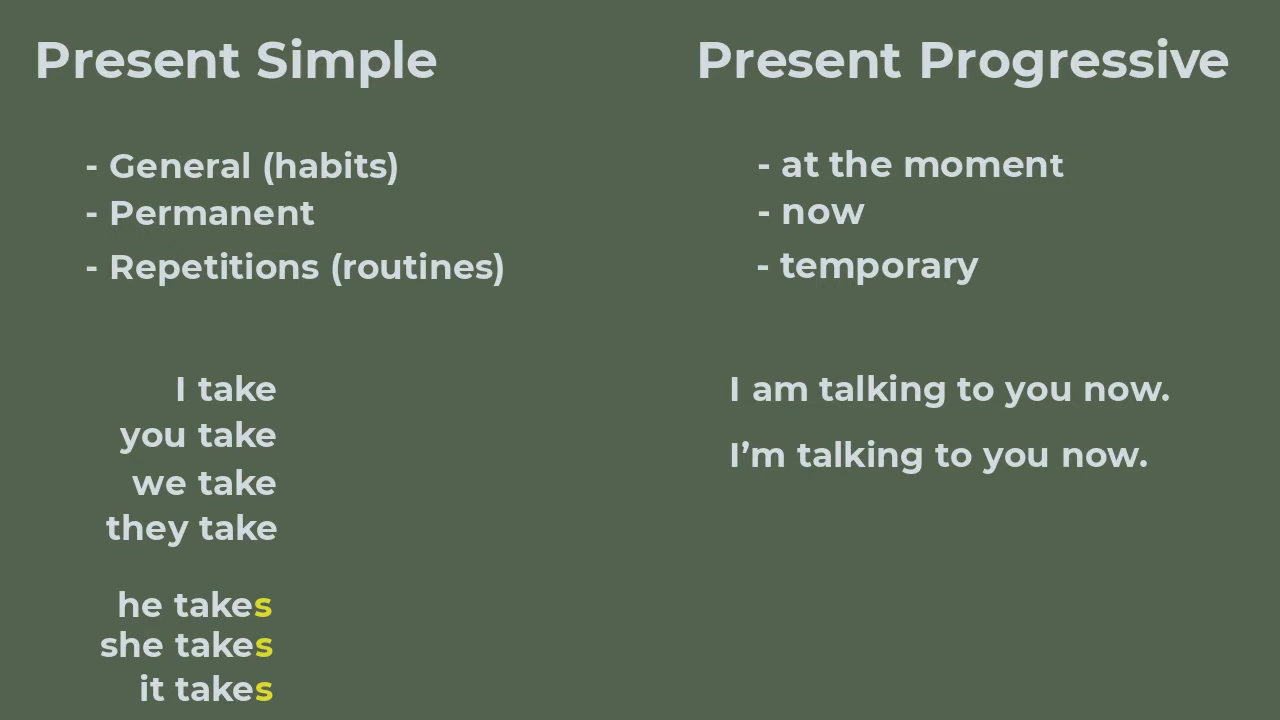 Present Simple
- General (habits)
- Permanent
- Repetitions (routines)
I take
you take
we take
they take
he takes
she takes
it takes
Present Progressive
- at the moment
- now
- temporary
I am talking to you now.
I’m talking to you now.